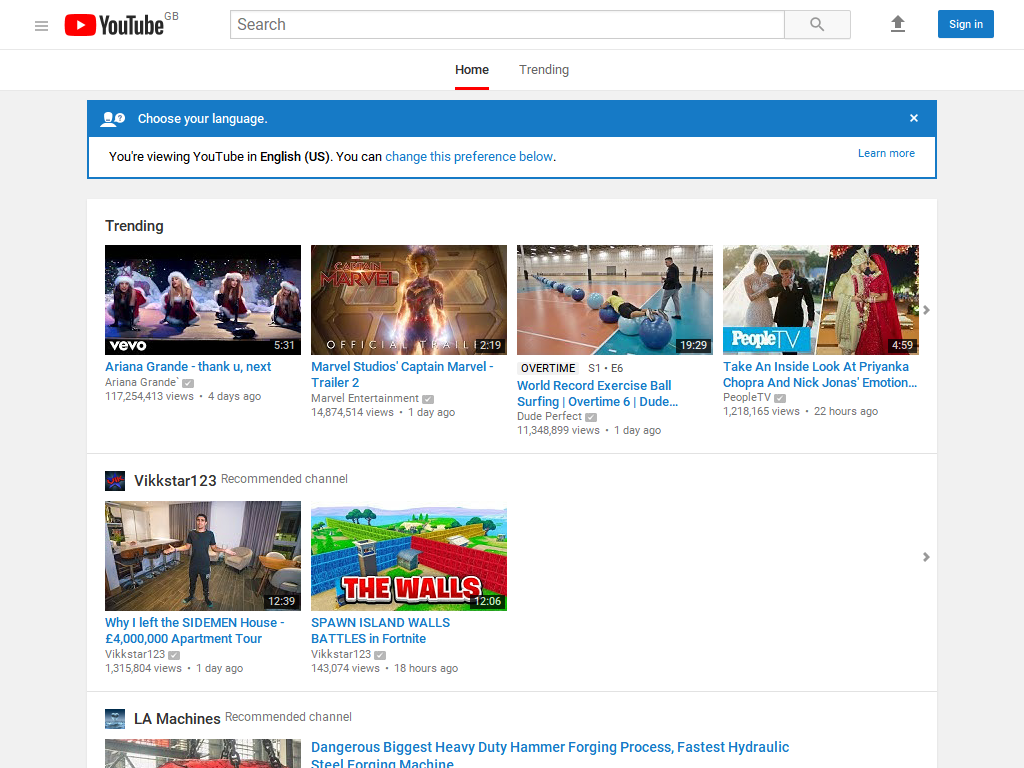 YouTube GB
Search
Sign in
Home
Trending
Choose your language.
×
You're viewing YouTube in English (US). You can change this preference below.
Learn more
Trending
vevo
5:31
Ariana Grande - thank u, next
Ariana Grande`
117,254,413 views • 4 days ago
MARVEL STUDIOS
CAPTAIN
MARVEL
OFFICIAL TRAIL
2:19
Marvel Studios' Captain Marvel -
Trailer 2
Marvel Entertainment
14,874,514 views • 1 day ago
19:29
OVERTIME S1 • E6
World Record Exercise Ball
Surfing | Overtime 6 | Dude...
Dude Perfect
11,348,899 views • 1 day ago
PeopleTV
4:59
Take An Inside Look At Priyanka
Chopra And Nick Jonas' Emotion...
PeopleTV
1,218,165 views • 22 hours ago
Vikkstar123 Recommended channel
12:39
Why I left the SIDEMEN House -
£4,000,000 Apartment Tour
Vikkstar123
1,315,804 views • 1 day ago
THE WALLS
12:06
SPAWN ISLAND WALLS
BATTLES in Fortnite
Vikkstar123
143,074 views • 18 hours ago
LA Machines Recommended channel
Dangerous Biggest Heavy Duty Hammer Forging Process, Fastest Hydraulic
Steel Forging Machine